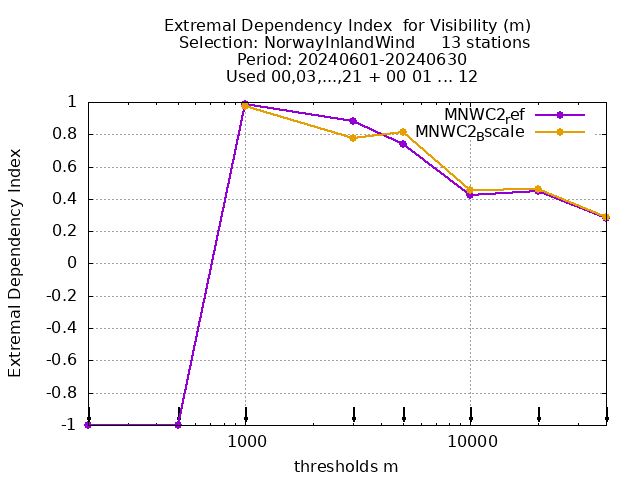 Extremal Dependency Index  for Visibility (m)
Selection: NorwayInlandWind     13 stations
Period: 20240601-20240630
Used 00,03,...,21 + 00 01 ... 12
MNWC2ref
MNWC2Bscale
Extremal Dependency Index
1
0.8
0.6
0.4
0.2
0
-0.2
-0.4
-0.6
-0.8
-1
1000 10000
thresholds m